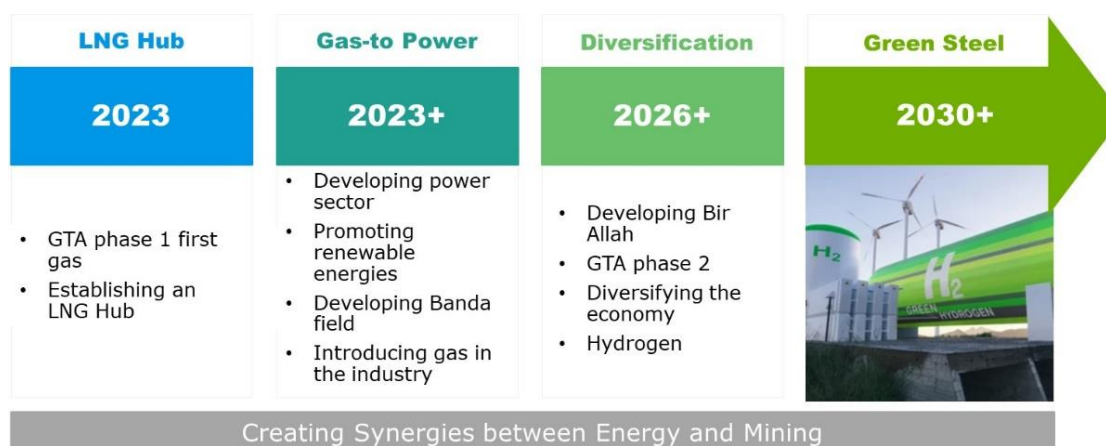 LNG Hub
2023
• GTA phase 1 first
gas
• Establishing an
LNG Hub
Gas-to Power
2023+
• Developing power
sector
• Promoting
renewable
energies
• Developing Banda
field
• Introducing gas in
the industry
Diversification
2026+
• Developing Bir
Allah
• GTA phase 2
• Diversifying the
economy
• Hydrogen
Green Steel
2030+
H2
H2
GREEN
HYDROGEN
Creating Synergies between Energy and Mining